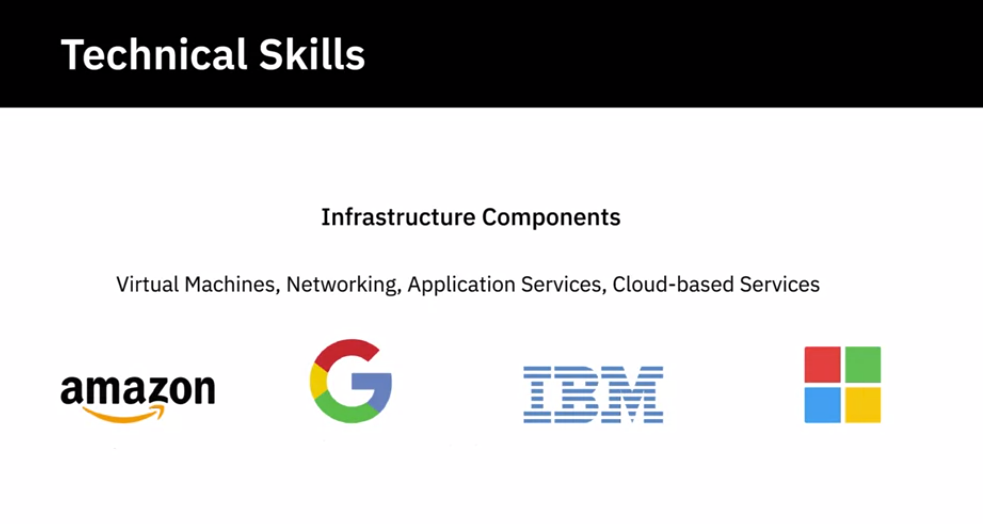 Technical Skills
Infrastructure Components
Virtual Machines, Networking, Application Services, Cloud-based Services
amazon G IBM